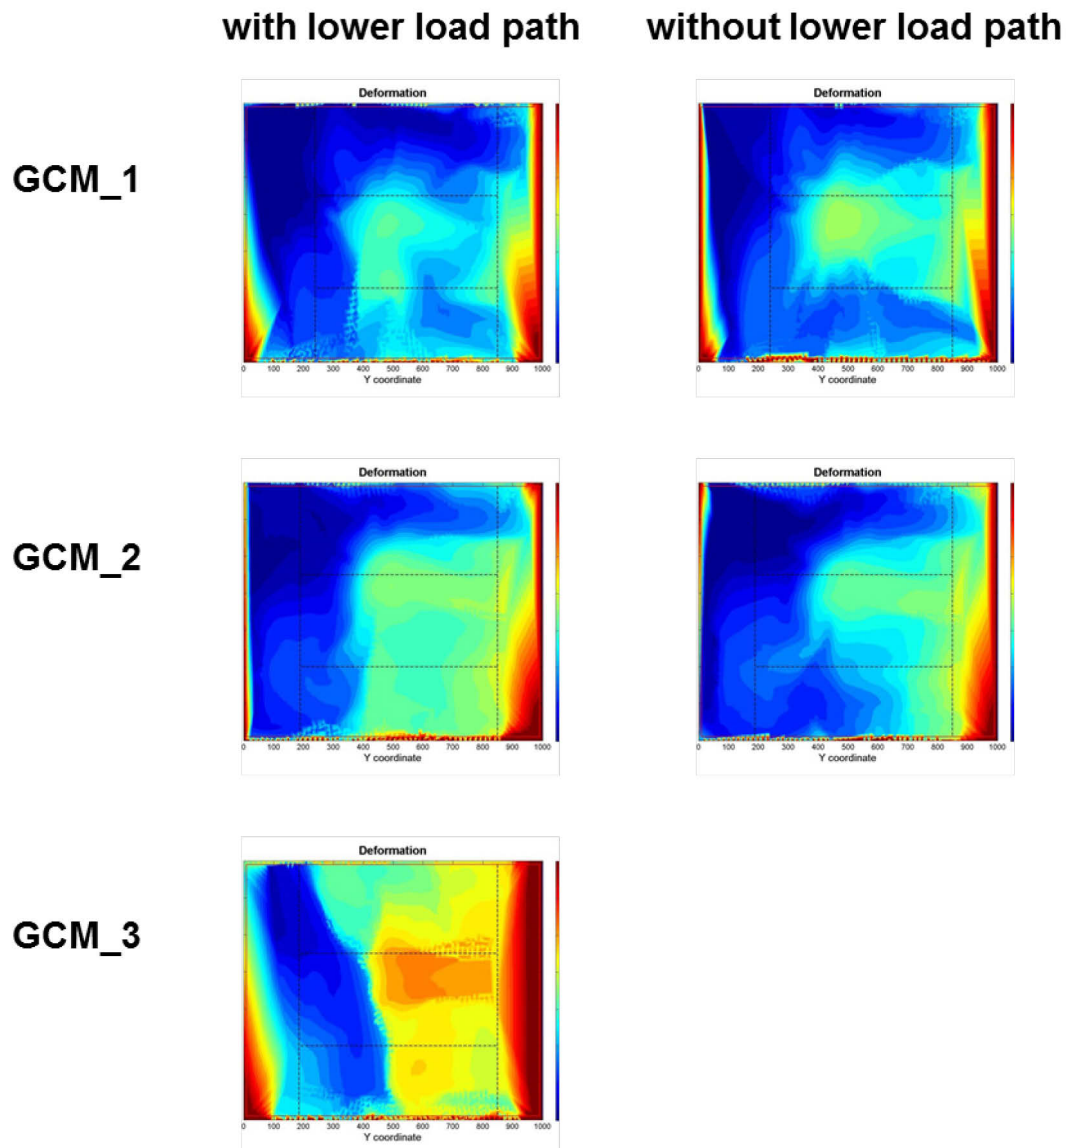 with lower load path without lower load path
GCM_1
Deformation Deformation
0 100 200 300 400 500 600 700 800 900 1000 0 100 200 300 400 500 600 700 800 900 1000
Y coordinate Y coordinate
GCM_2
Deformation Deformation
0 100 200 300 400 500 600 700 800 900 1000 0 100 200 300 400 500 600 700 800 900 1000
Y coordinate Y coordinate
GCM_3
Deformation
0 100 200 300 400 500 600 700 800 900 1000
Y coordinate